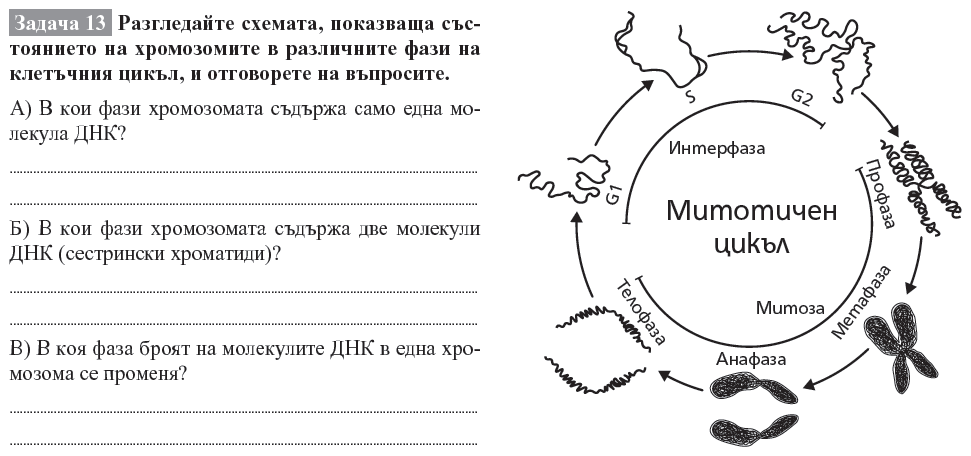 Задача 13 Разгледайте схемата, показваща със-
тоянието на хромозомите в различните фази на
клетъчния цикъл, и отговорете на въпросите.
А) В кои фази хромозомата съдържа само една мо-
лекула ДНК?
Б) В кои фази хромозомата съдържа две молекули
ДНК (сестрински хроматиди)?
В) В коя фаза броят на молекулите ДНК в една хро-
мозома се променя?
S
G2
Интерфаза
G1
Профаза
Митотичен
цикъл
Метафаза
Митоза
Телофаза
Анафаза